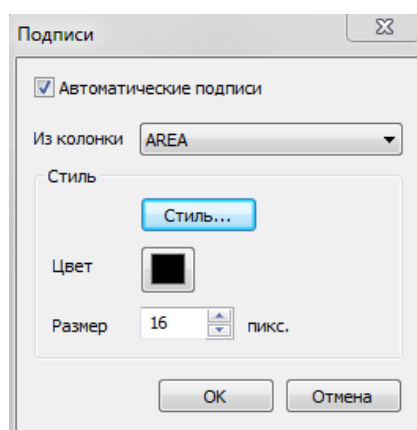 Подписи
Автоматические подписи
Из колонки AREA
Стиль
Стиль...
Цвет
Размер 16 пикс.
OK Отмена